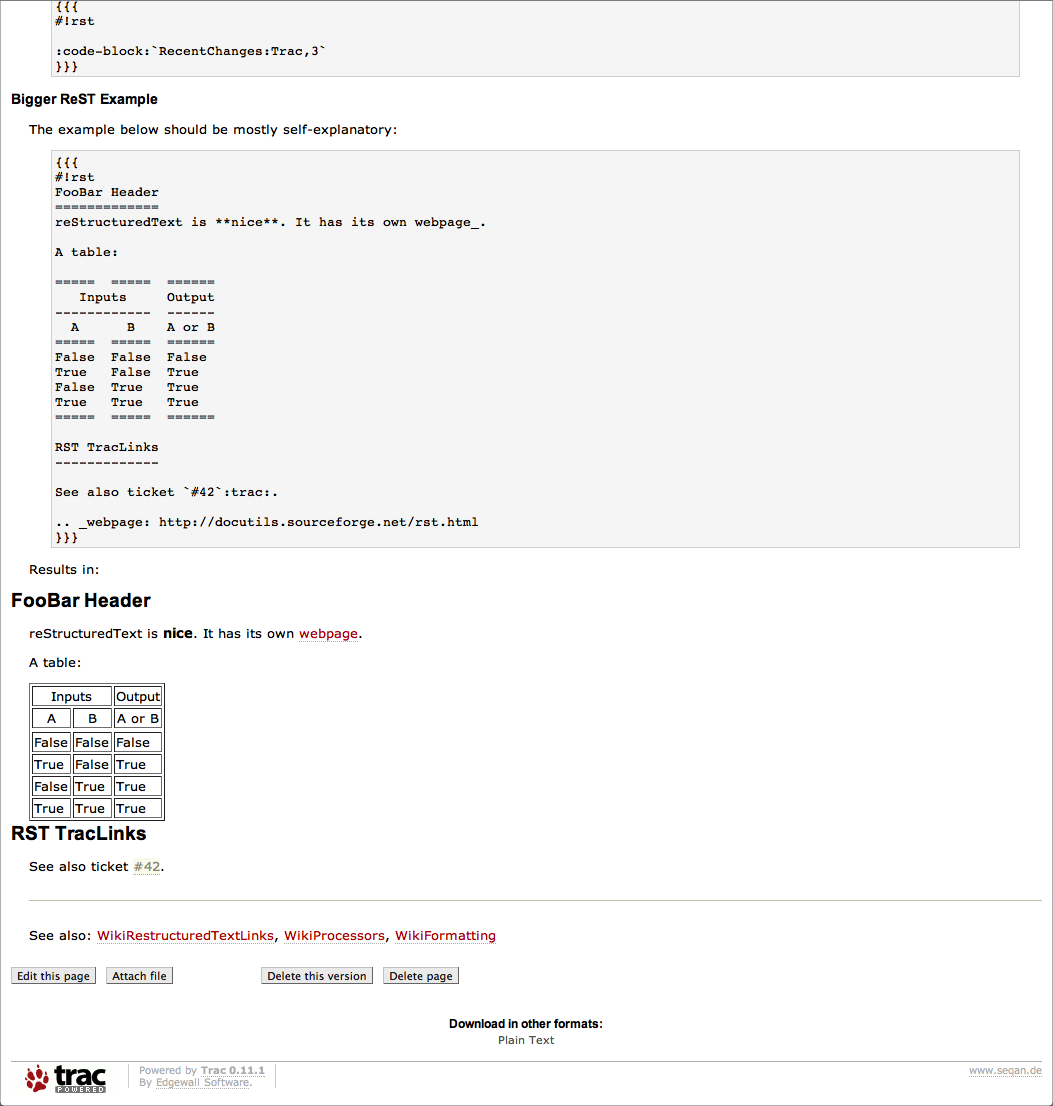 {{{
#!rst
:code-block:`RecentChanges:Trac,3`
}}}
Bigger ReST Example
The example below should be mostly self-explanatory:
{{{
#!rst
FooBar Header
=============
reStructuredText is **nice**. It has its own webpage_.
A table:
=====  =====  ======
   Inputs     Output
------------  ------
  A      B    A or B
=====  =====  ======
False  False  False
True   False  True
False  True   True
True   True   True
=====  =====  ======
RST TracLinks
-------------
See also ticket `#42`:trac:.
.. _webpage: http://docutils.sourceforge.net/rst.html
}}}
Results in:
FooBar Header
reStructuredText is nice. It has its own webpage.
A table:
Inputs Output
A B A or B
False False False
True False True
False True True
True True True
RST TracLinks
See also ticket #42.
See also: WikiRestructuredTextLinks, WikiProcessors, WikiFormatting
Edit this page Attach file Delete this version Delete page
Download in other formats:
Plain Text
trac POWERED
Powered by Trac 0.11.1
By Edgewall Software.
www.seqan.de